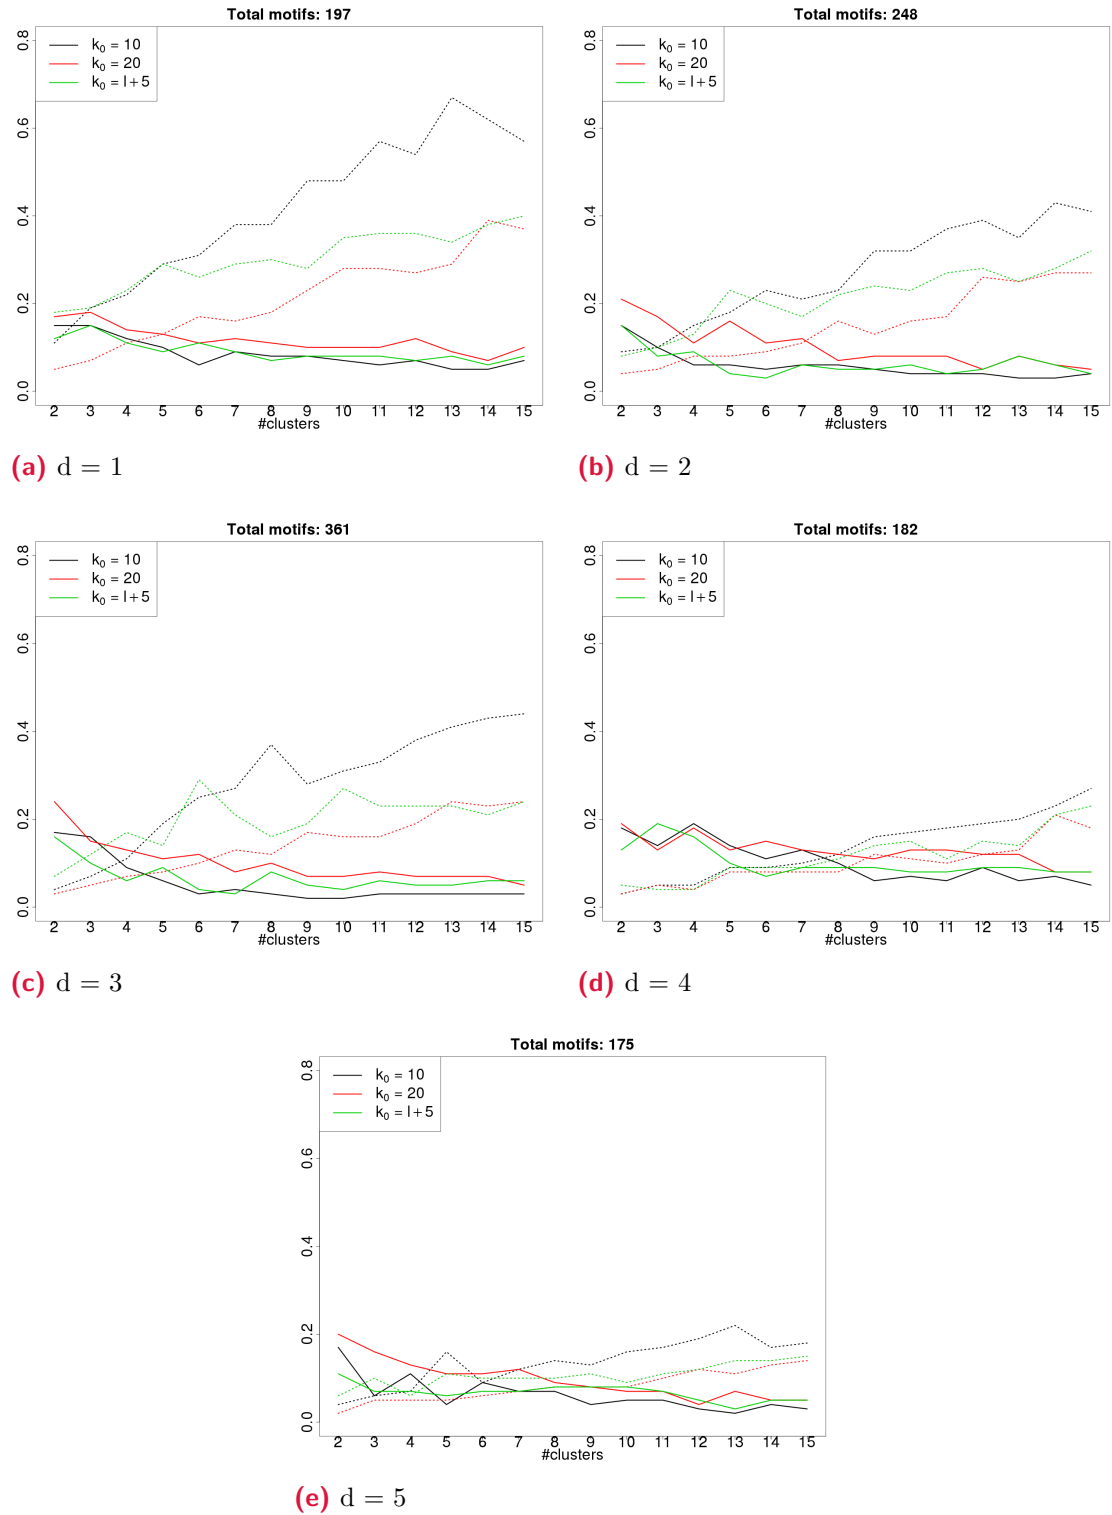 Total motifs: 197
k₀ = 10
k₀ = 20
k₀ = l + 5
0.8
0.6
0.4
0.2
0.0
2 3 4 5 6 7 8 9 10 11 12 13 14 15
#clusters
(a) d = 1
Total motifs: 248
k₀ = 10
k₀ = 20
k₀ = l + 5
0.8
0.6
0.4
0.2
0.0
2 3 4 5 6 7 8 9 10 11 12 13 14 15
#clusters
(b) d = 2
Total motifs: 361
k₀ = 10
k₀ = 20
k₀ = l + 5
0.8
0.6
0.4
0.2
0.0
2 3 4 5 6 7 8 9 10 11 12 13 14 15
#clusters
(c) d = 3
Total motifs: 182
k₀ = 10
k₀ = 20
k₀ = l + 5
0.8
0.6
0.4
0.2
0.0
2 3 4 5 6 7 8 9 10 11 12 13 14 15
#clusters
(d) d = 4
Total motifs: 175
k₀ = 10
k₀ = 20
k₀ = l + 5
0.8
0.6
0.4
0.2
0.0
2 3 4 5 6 7 8 9 10 11 12 13 14 15
#clusters
(e) d = 5